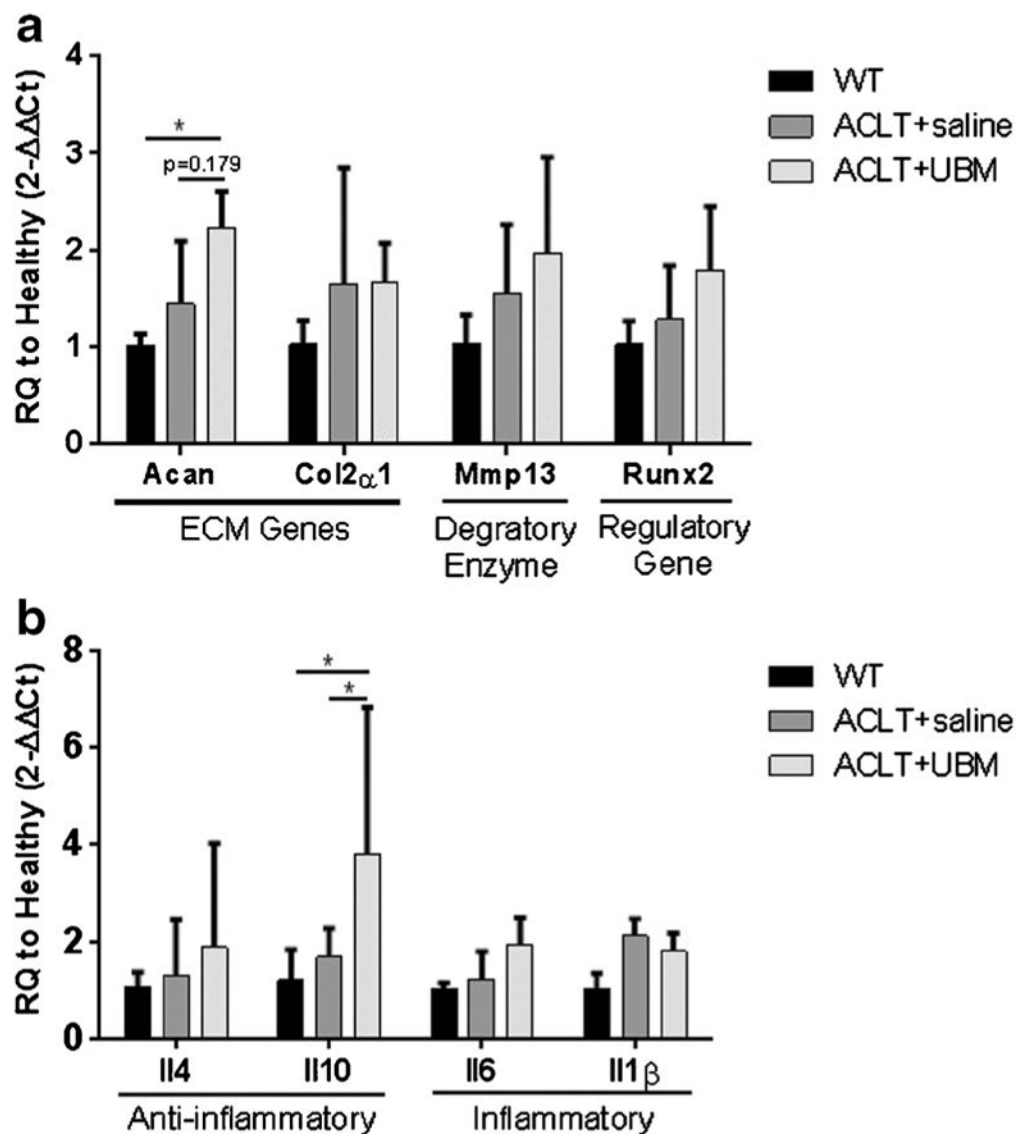 a
RQ to Healthy (2-ΔΔCt)
4
3
2
1
0
*
p=0.179
WT
ACLT+saline
ACLT+UBM
Acan Col2α1 Mmp13 Runx2
ECM Genes Degratory Enzyme Regulatory Gene
b
RQ to Healthy (2-ΔΔCt)
8
6
4
2
0
*
*
WT
ACLT+saline
ACLT+UBM
Il4 Il10 Il6 Il1β
Anti-inflammatory Inflammatory